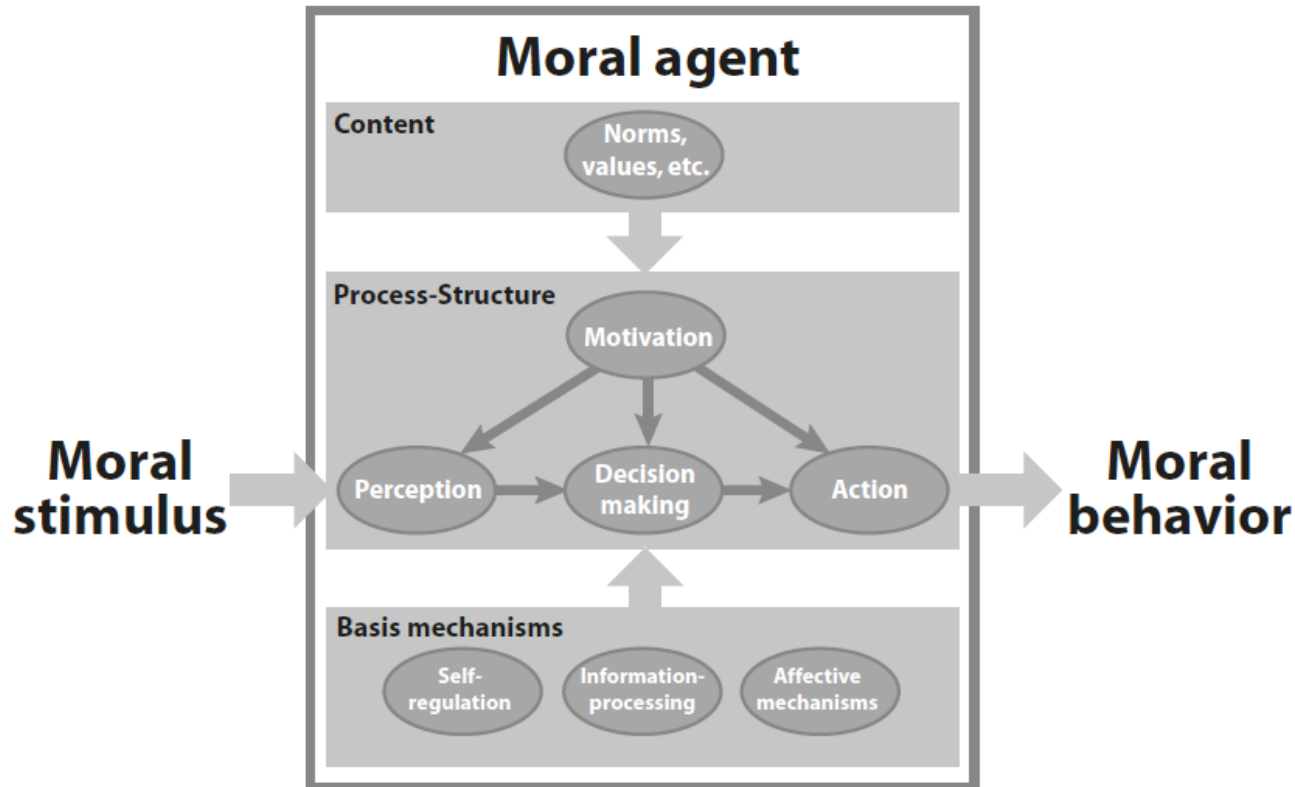 Moral agent
Content
Norms,
values, etc.
Process-Structure
Motivation
Moral
stimulus
Perception
Decision
making
Action
Moral
behavior
Basis mechanisms
Self-
regulation
Information-
processing
Affective
mechanisms